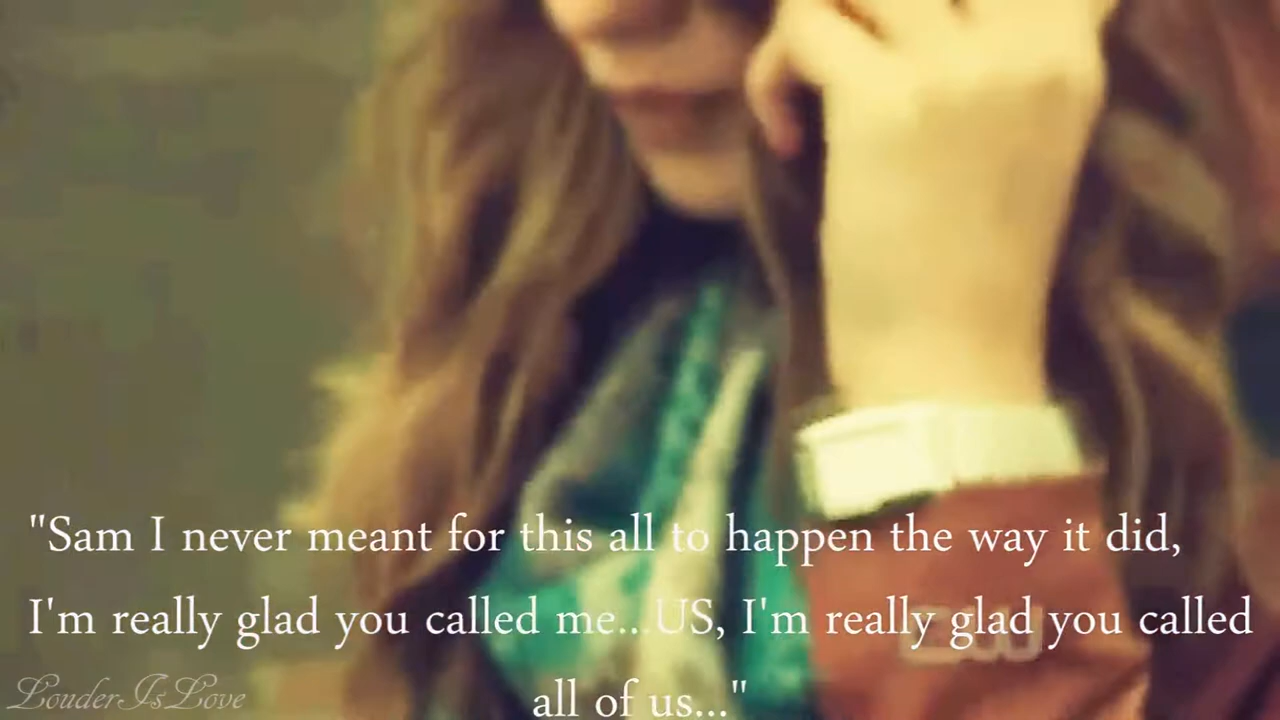 "Sam I never meant for this all to happen the way it did,
I'm really glad you called me...US, I'm really glad you called
all of us..."
LouderIsLove